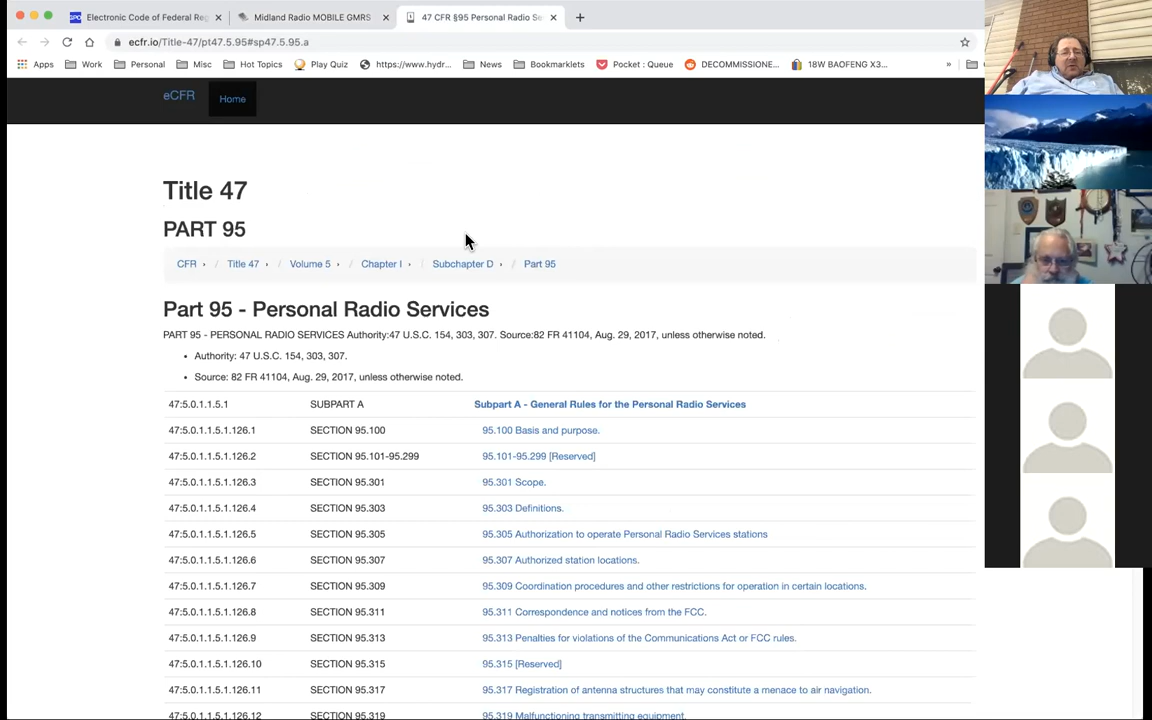 Electronic Code of Federal Reg
Midland Radio MOBILE GMRS
47 CFR §95 Personal Radio Se
ecfr.io/Title-47/pt47.5.95#sp47.5.95.a
Apps Work Personal Misc Hot Topics Play Quiz https://www.hydr... News Bookmarklets Pocket : Queue DECOMMISSIONE... 18W BAOFENG X3... »
eCFR Home
Title 47
PART 95
CFR › / Title 47 › / Volume 5 › / Chapter I › / Subchapter D › / Part 95
Part 95 - Personal Radio Services
PART 95 - PERSONAL RADIO SERVICES Authority:47 U.S.C. 154, 303, 307. Source:82 FR 41104, Aug. 29, 2017, unless otherwise noted.
• Authority: 47 U.S.C. 154, 303, 307.
• Source: 82 FR 41104, Aug. 29, 2017, unless otherwise noted.
47:5.0.1.1.5.1 SUBPART A Subpart A - General Rules for the Personal Radio Services
47:5.0.1.1.5.1.126.1 SECTION 95.100 95.100 Basis and purpose.
47:5.0.1.1.5.1.126.2 SECTION 95.101-95.299 95.101-95.299 [Reserved]
47:5.0.1.1.5.1.126.3 SECTION 95.301 95.301 Scope.
47:5.0.1.1.5.1.126.4 SECTION 95.303 95.303 Definitions.
47:5.0.1.1.5.1.126.5 SECTION 95.305 95.305 Authorization to operate Personal Radio Services stations
47:5.0.1.1.5.1.126.6 SECTION 95.307 95.307 Authorized station locations.
47:5.0.1.1.5.1.126.7 SECTION 95.309 95.309 Coordination procedures and other restrictions for operation in certain locations.
47:5.0.1.1.5.1.126.8 SECTION 95.311 95.311 Correspondence and notices from the FCC.
47:5.0.1.1.5.1.126.9 SECTION 95.313 95.313 Penalties for violations of the Communications Act or FCC rules.
47:5.0.1.1.5.1.126.10 SECTION 95.315 95.315 [Reserved]
47:5.0.1.1.5.1.126.11 SECTION 95.317 95.317 Registration of antenna structures that may constitute a menace to air navigation.
47:5.0.1.1.5.1.126.12 SECTION 95.319 95.319 Malfunctioning transmitting equipment.